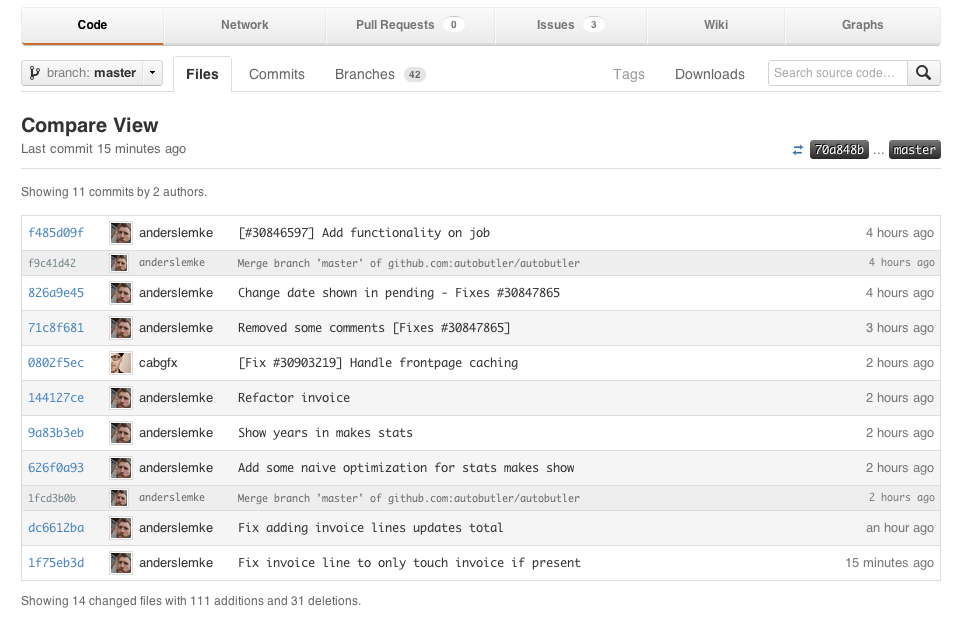 Code Network Pull Requests 0 Issues 3 Wiki Graphs
branch: master Files Commits Branches 42 Tags Downloads Search source code…
Compare View
Last commit 15 minutes ago 70a848b ... master
Showing 11 commits by 2 authors.
f485d09f anderslemke [#30846597] Add functionality on job 4 hours ago
f9c41d42 anderslemke Merge branch 'master' of github.com:autobutler/autobutler 4 hours ago
826a9e45 anderslemke Change date shown in pending - Fixes #30847865 4 hours ago
71c8f681 anderslemke Removed some comments [Fixes #30847865] 3 hours ago
0802f5ec cabgfx [Fix #30903219] Handle frontpage caching 2 hours ago
144127ce anderslemke Refactor invoice 2 hours ago
9a83b3eb anderslemke Show years in makes stats 2 hours ago
626f0a93 anderslemke Add some naive optimization for stats makes show 2 hours ago
1fcd3b0b anderslemke Merge branch 'master' of github.com:autobutler/autobutler 2 hours ago
dc6612ba anderslemke Fix adding invoice lines updates total an hour ago
1f75eb3d anderslemke Fix invoice line to only touch invoice if present 15 minutes ago
Showing 14 changed files with 111 additions and 31 deletions.